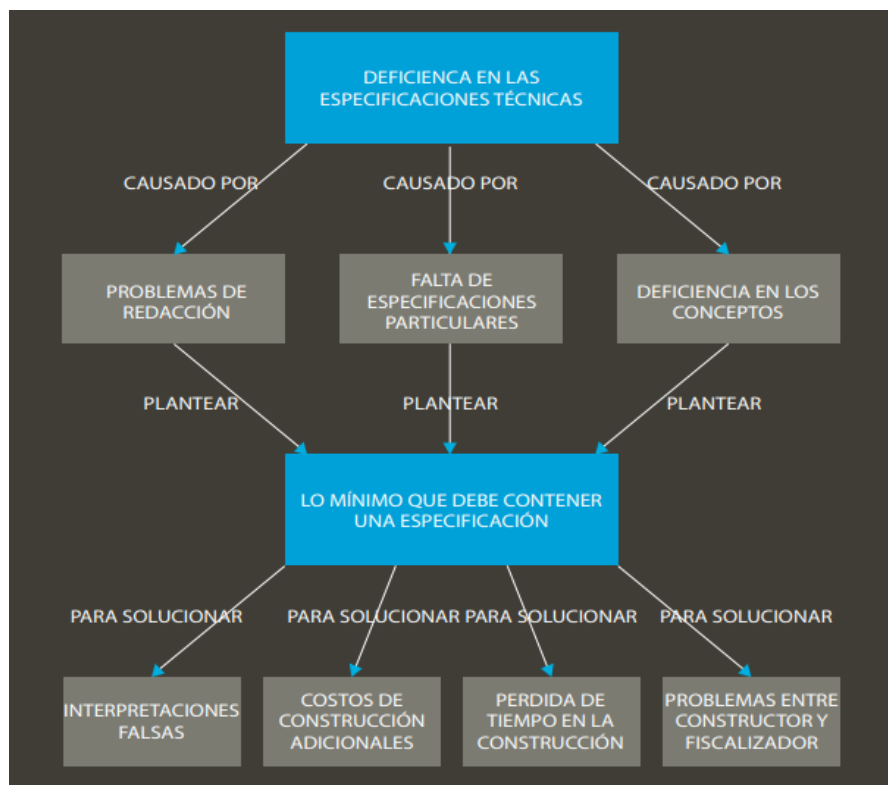 DEFICIENCA EN LAS
ESPECIFICACIONES TÉCNICAS
CAUSADO POR
CAUSADO POR
CAUSADO POR
PROBLEMAS DE
REDACCIÓN
FALTA DE
ESPECIFICACIONES
PARTICULARES
DEFICIENCIA EN LOS
CONCEPTOS
PLANTEAR
PLANTEAR
PLANTEAR
LO MÍNIMO QUE DEBE CONTENER
UNA ESPECIFICACIÓN
PARA SOLUCIONAR
PARA SOLUCIONAR
PARA SOLUCIONAR
PARA SOLUCIONAR
INTERPRETACIONES
FALSAS
COSTOS DE
CONSTRUCCIÓN
ADICIONALES
PERDIDA DE
TIEMPO EN LA
CONSTRUCCIÓN
PROBLEMAS ENTRE
CONSTRUCTOR Y
FISCALIZADOR